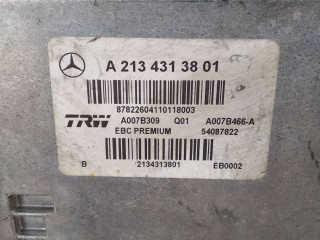 A 213 431 38 01
87822604110118003
TRW A007B309 Q01 A007B466-A
EBC PREMIUM 54087822
B 2134313801 EB0002